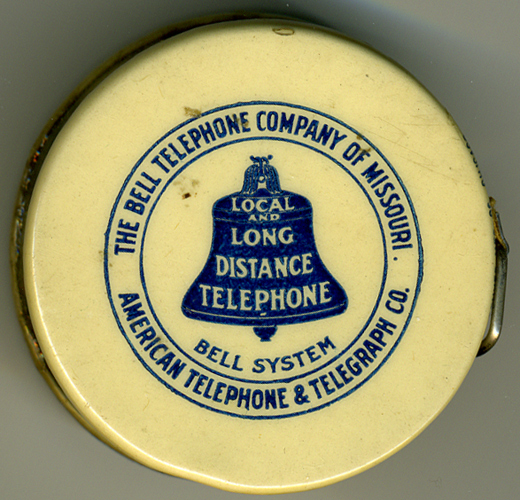 THE BELL TELEPHONE COMPANY OF MISSOURI.
LOCAL
AND
LONG
DISTANCE
TELEPHONE
BELL SYSTEM
AMERICAN TELEPHONE & TELEGRAPH CO.